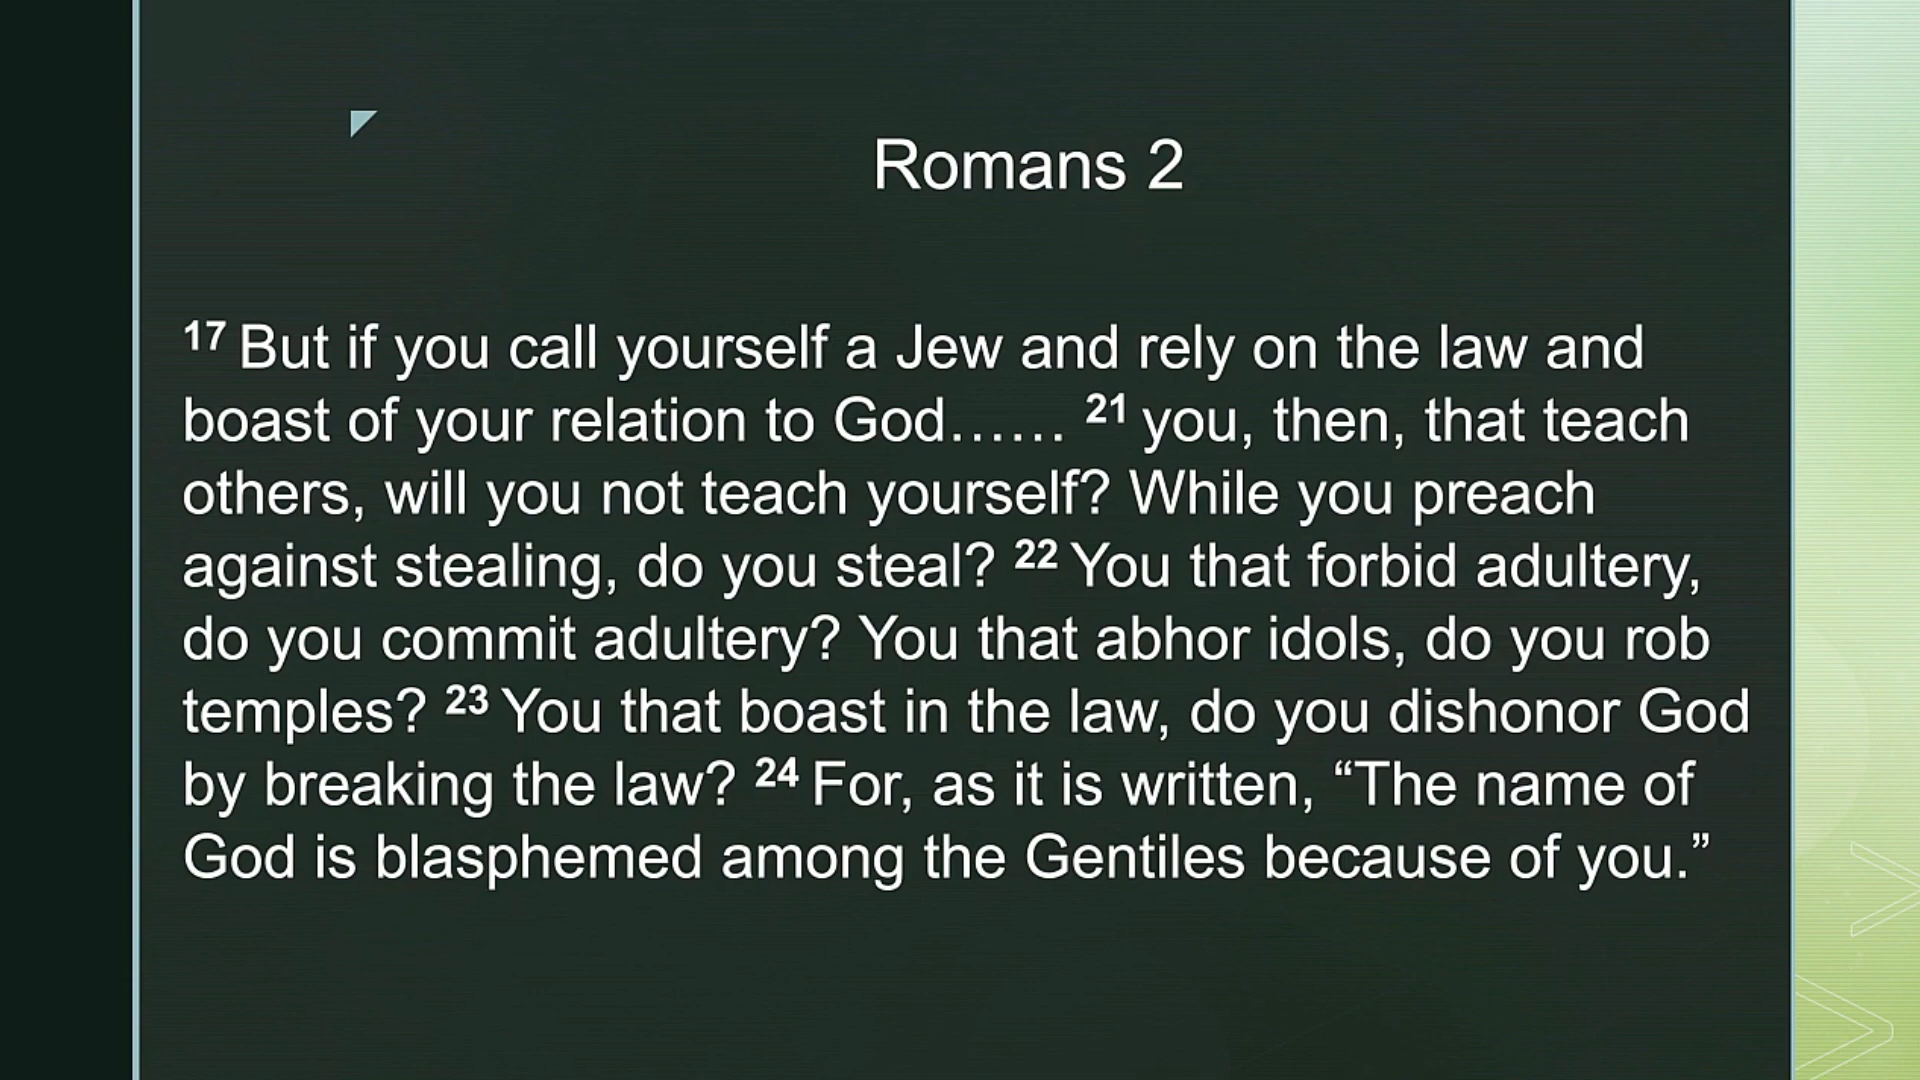 Romans 2
17 But if you call yourself a Jew and rely on the law and
boast of your relation to God…… 21 you, then, that teach
others, will you not teach yourself? While you preach
against stealing, do you steal? 22 You that forbid adultery,
do you commit adultery? You that abhor idols, do you rob
temples? 23 You that boast in the law, do you dishonor God
by breaking the law? 24 For, as it is written, “The name of
God is blasphemed among the Gentiles because of you.”